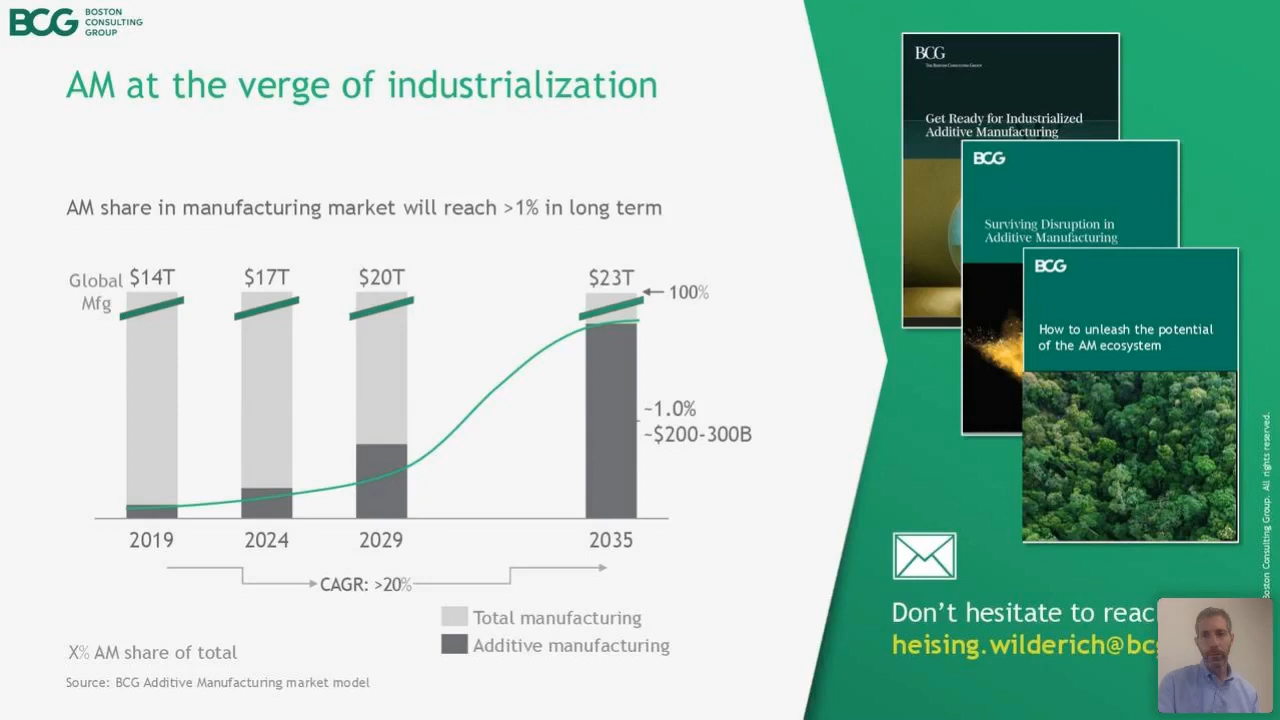 BCG
BOSTON
CONSULTING
GROUP
AM at the verge of industrialization
AM share in manufacturing market will reach >1% in long term
Global
Mfg
$14T
$17T
$20T
$23T
100%
~1.0%
~$200-300B
2019
2024
2029
2035
CAGR: >20%
Total manufacturing
Additive manufacturing
X% AM share of total
Source: BCG Additive Manufacturing market model
BCG
THE BOSTON CONSULTING GROUP
Get Ready for Industrialized
Additive Manufacturing
BCG
Surviving Disruption in
Additive Manufacturing
BCG
How to unleash the potential
of the AM ecosystem
Don't hesitate to
heising.wilderich@
Boston Consulting Group. All rights reserved.